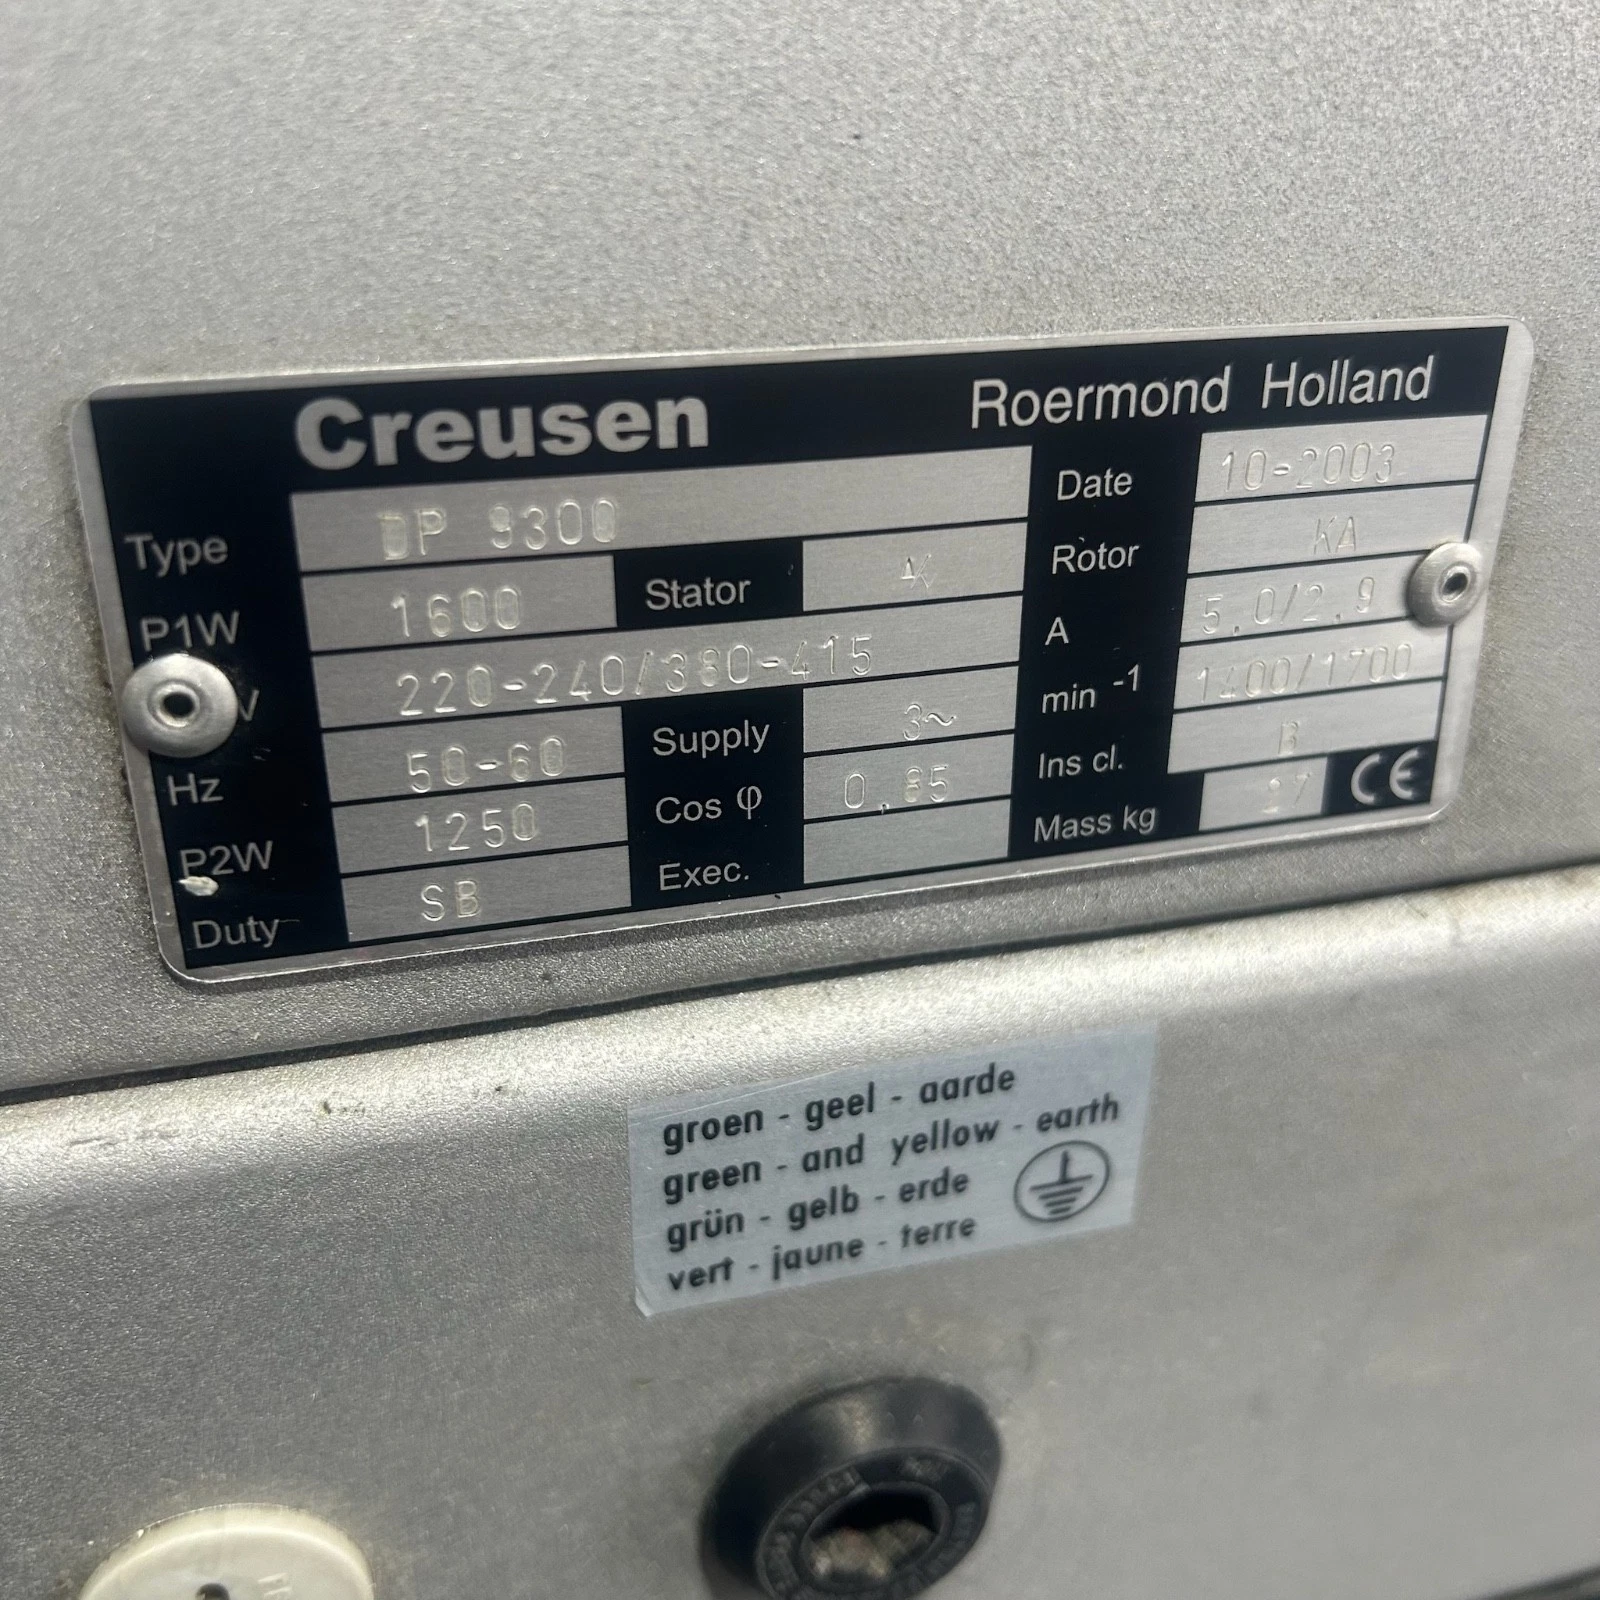 Creusen Roermond Holland
Type DP 9300 Date 10-2003
P1W 1600 Stator Rotor KA
V 220-240/380-415 A 5,0/2,9
Hz 50-60 Supply 3~ min -1 1400/1700
P2W 1250 Cos φ 0,85 Ins cl. B
Duty SB Exec. Mass kg 27 CE
groen - geel - aarde
green - and yellow - earth
grün - gelb - erde
vert - jaune - terre